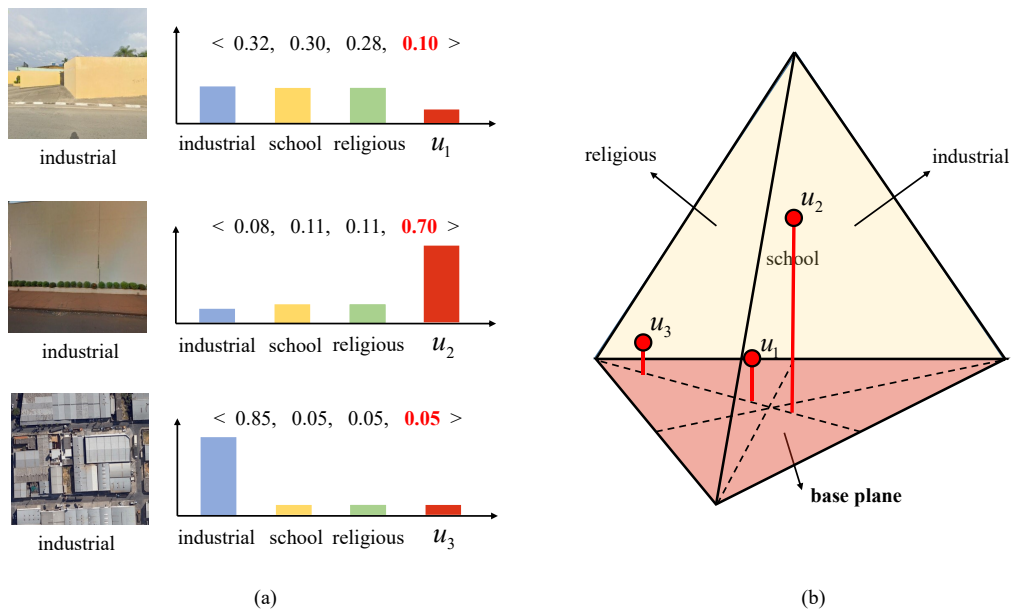 < 0.32, 0.30, 0.28, 0.10 >
industrial school religious u₁
industrial
< 0.08, 0.11, 0.11, 0.70 >
industrial school religious u₂
industrial
< 0.85, 0.05, 0.05, 0.05 >
industrial school religious u₃
industrial
(a)
religious
industrial
u₂
school
u₃
u₁
base plane
(b)